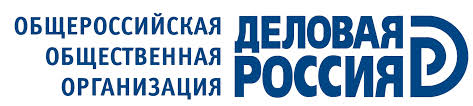 ОБЩЕРОССИЙСКАЯ
ОБЩЕСТВЕННАЯ
ОРГАНИЗАЦИЯ
ДЕЛОВАЯ
РОССИЯ